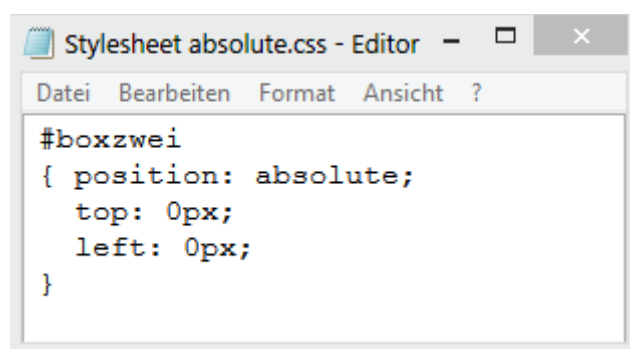 Stylesheet absolute.css - Editor
Datei Bearbeiten Format Ansicht ?
#boxzwei
{ position: absolute;
  top: 0px;
  left: 0px;
}